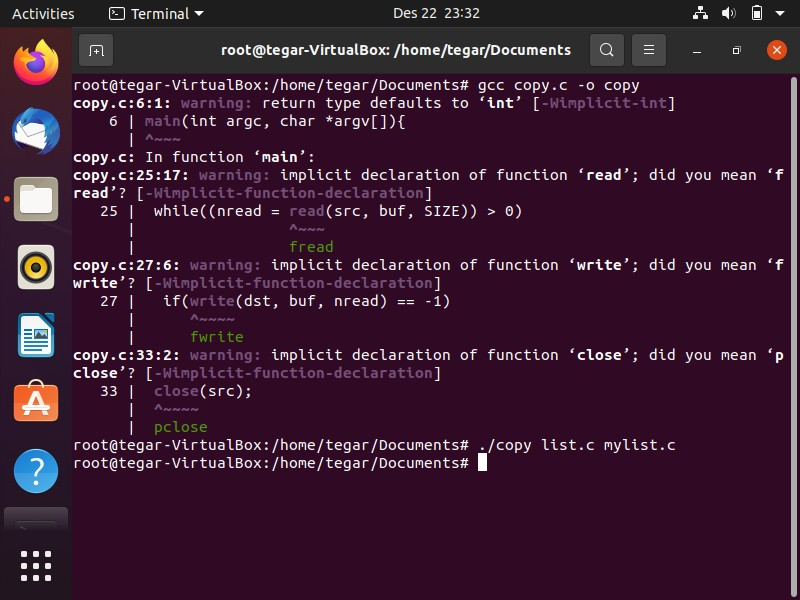 Activities
Terminal
Des 22 23:32
root@tegar-VirtualBox: /home/tegar/Documents
root@tegar-VirtualBox:/home/tegar/Documents# gcc copy.c -o copy
copy.c:6:1: warning: return type defaults to ‘int’ [-Wimplicit-int]
    6 | main(int argc, char *argv[]){
      | ^~~~
copy.c: In function ‘main’:
copy.c:25:17: warning: implicit declaration of function ‘read’; did you mean ‘f
read’? [-Wimplicit-function-declaration]
   25 |  while((nread = read(src, buf, SIZE)) > 0)
      |                 ^~~~
      |                 fread
copy.c:27:6: warning: implicit declaration of function ‘write’; did you mean ‘f
write’? [-Wimplicit-function-declaration]
   27 |   if(write(dst, buf, nread) == -1)
      |      ^~~~~
      |      fwrite
copy.c:33:2: warning: implicit declaration of function ‘close’; did you mean ‘p
close’? [-Wimplicit-function-declaration]
   33 |  close(src);
      |  ^~~~~
      |  pclose
root@tegar-VirtualBox:/home/tegar/Documents# ./copy list.c mylist.c
root@tegar-VirtualBox:/home/tegar/Documents#